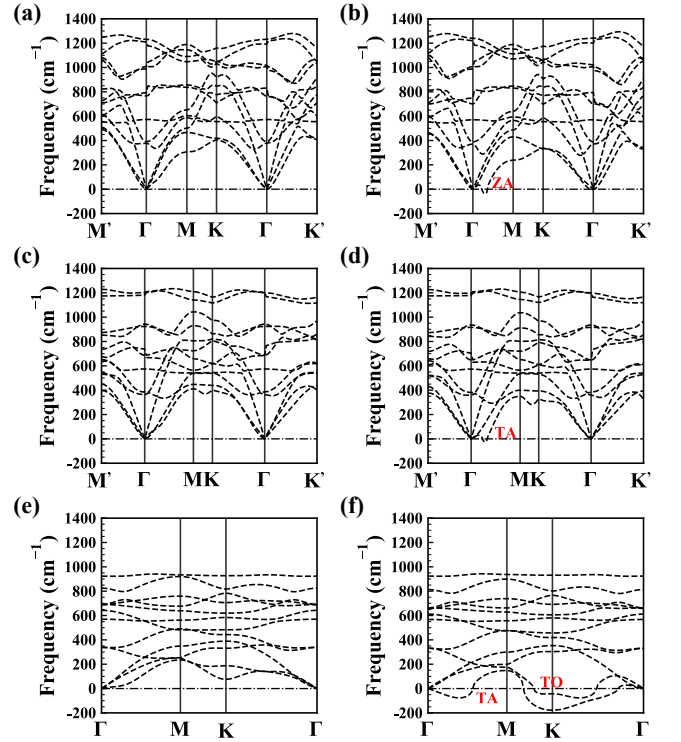 (a) (b)
Frequency (cm⁻¹) 1400 1200 1000 800 600 400 200 0 -200
M' Γ M K Γ K'
Frequency (cm⁻¹) 1400 1200 1000 800 600 400 200 0 -200
ZA
M' Γ M K Γ K'
(c) (d)
Frequency (cm⁻¹) 1400 1200 1000 800 600 400 200 0 -200
M' Γ M K Γ K'
Frequency (cm⁻¹) 1400 1200 1000 800 600 400 200 0 -200
TA
M' Γ M K Γ K'
(e) (f)
Frequency (cm⁻¹) 1400 1200 1000 800 600 400 200 0 -200
Γ M K Γ
Frequency (cm⁻¹) 1400 1200 1000 800 600 400 200 0 -200
TA TO
Γ M K Γ